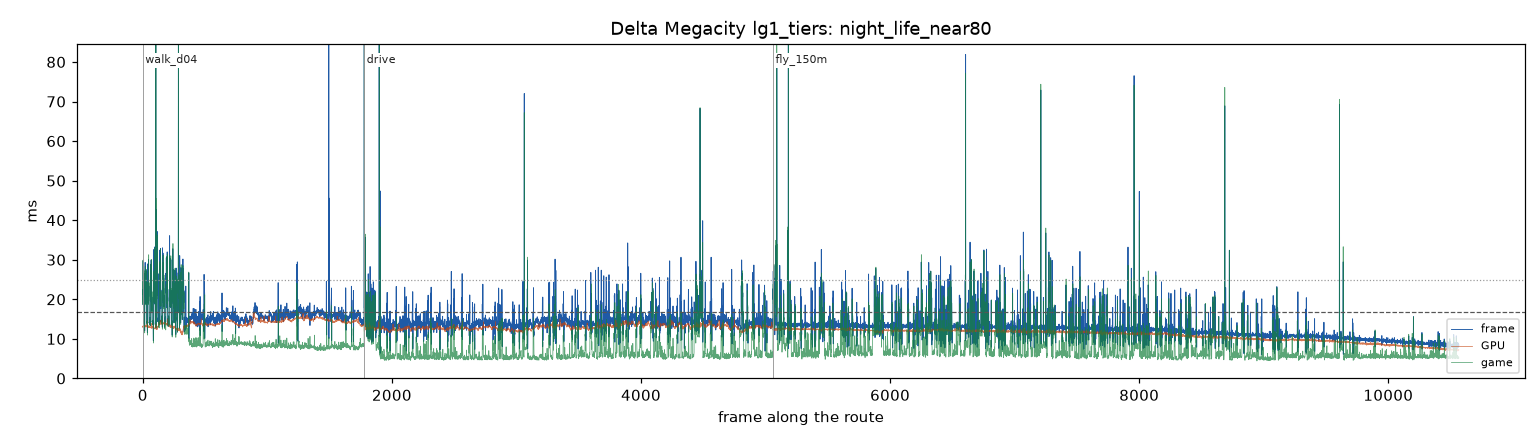 Delta Megacity lg1_tiers: night_life_near80
walk_d04
drive
fly_150m
80
70
60
50
40
30
20
10
0
ms
0
2000
4000
6000
8000
10000
frame along the route
frame
GPU
game